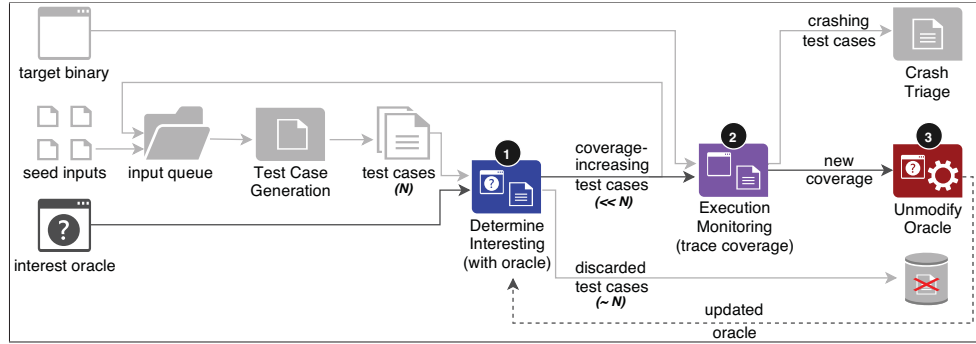 target binary
seed inputs
input queue
Test Case
Generation
test cases
(N)
interest oracle
?
1
?
Determine
Interesting
(with oracle)
coverage-
increasing
test cases
(<< N)
discarded
test cases
(~ N)
2
Execution
Monitoring
(trace coverage)
crashing
test cases
Crash
Triage
new
coverage
3
?
Unmodify
Oracle
updated
oracle